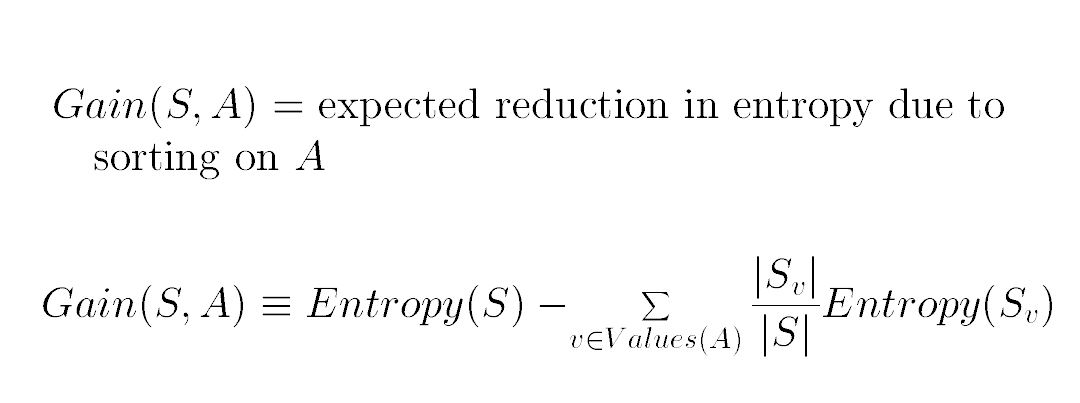 Gain(S, A) = expected reduction in entropy due to
sorting on A
Gain(S, A) ≡ Entropy(S) − ∑_{v∈Values(A)} |S_v|/|S| Entropy(S_v)